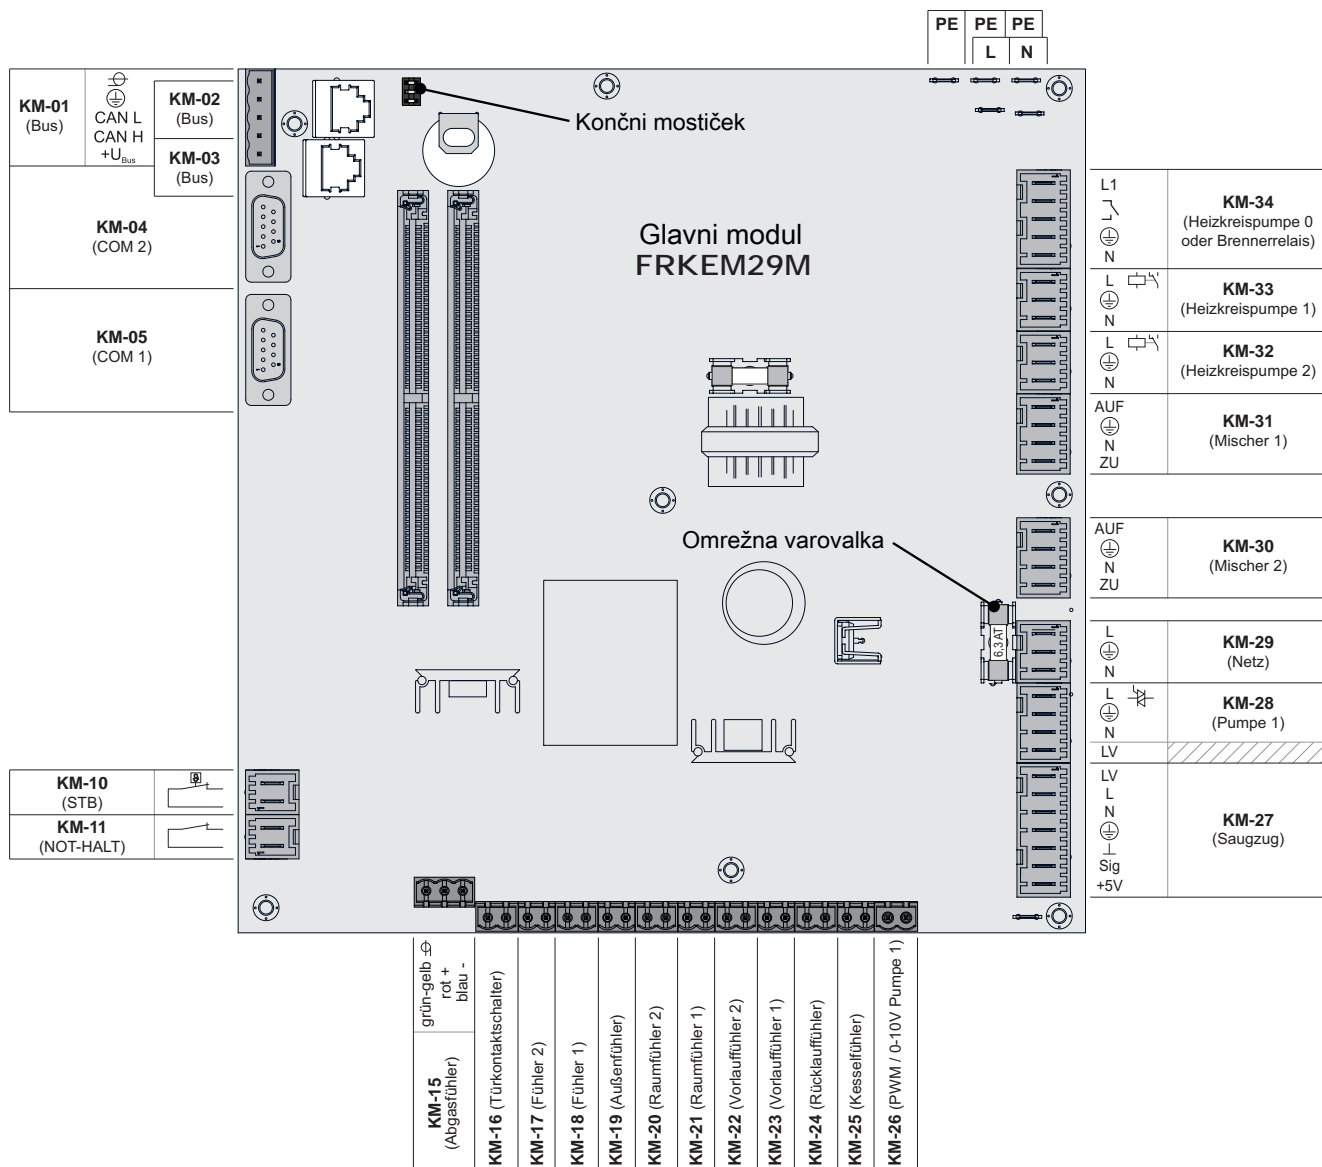 PE PE PE
L N
KM-01
(Bus)
CAN L
CAN H
+U Bus
KM-02
(Bus)
KM-03
(Bus)
KM-04
(COM 2)
KM-05
(COM 1)
KM-10
(STB)
KM-11
(NOT-HALT)
Končni mostiček
Glavni modul
FRKEM29M
Omrežna varovalka
6,3 AT
L1
N
KM-34
(Heizkreispumpe 0
oder Brennerrelais)
L
N
KM-33
(Heizkreispumpe 1)
L
N
KM-32
(Heizkreispumpe 2)
AUF
N
ZU
KM-31
(Mischer 1)
AUF
N
ZU
KM-30
(Mischer 2)
L
N
KM-29
(Netz)
L
N
LV
KM-28
(Pumpe 1)
LV
L
N
Sig
+5V
KM-27
(Saugzug)
grün-gelb
rot +
blau -
KM-15
(Abgasfühler)
KM-16 (Türkontaktschalter)
KM-17 (Fühler 2)
KM-18 (Fühler 1)
KM-19 (Außenfühler)
KM-20 (Raumfühler 2)
KM-21 (Raumfühler 1)
KM-22 (Vorlauffühler 2)
KM-23 (Vorlauffühler 1)
KM-24 (Rücklauffühler)
KM-25 (Kesselfühler)
KM-26 (PWM / 0-10V Pumpe 1)